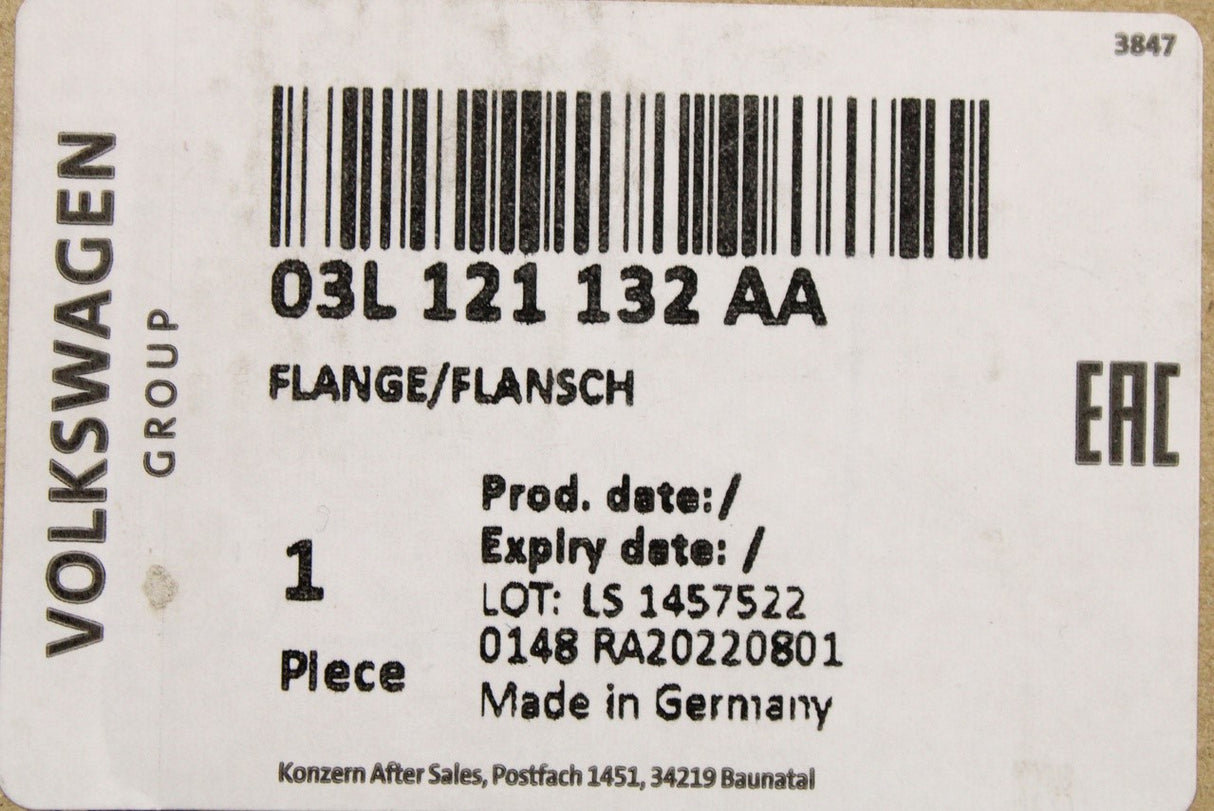 3847
VOLKSWAGEN
GROUP
03L 121 132 AA
FLANGE/FLANSCH
EAC
Prod. date:/
Expiry date: /
1
LOT: LS 1457522
0148 RA20220801
Piece
Made in Germany
Konzern After Sales, Postfach 1451, 34219 Baunatal